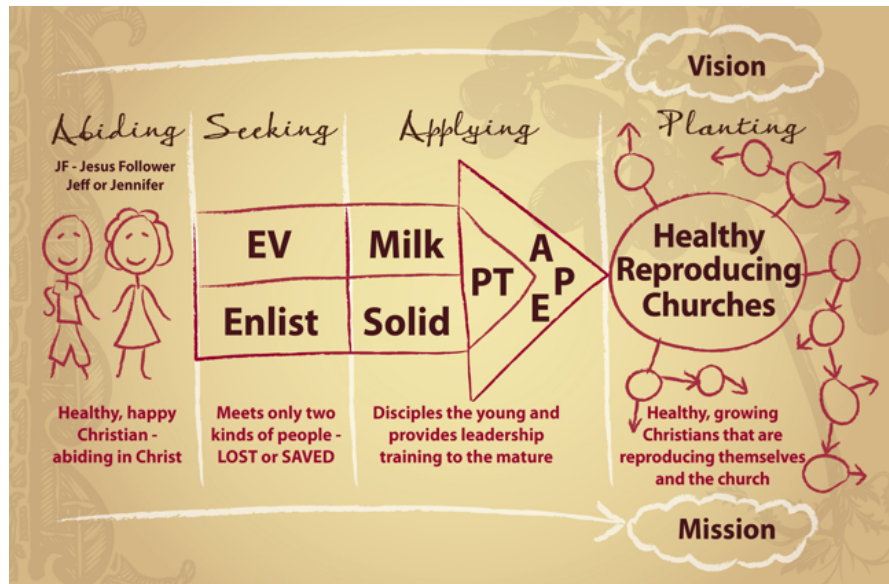 Vision
Abiding
JF - Jesus Follower
Jeff or Jennifer
Healthy, happy
Christian -
abiding in Christ
Seeking
EV
Enlist
Meets only two
kinds of people -
LOST or SAVED
Applying
Milk
Solid
PT
A
P
E
Disciples the young and
provides leadership
training to the mature
Planting
Healthy
Reproducing
Churches
Healthy, growing
Christians that are
reproducing themselves
and the church
Mission